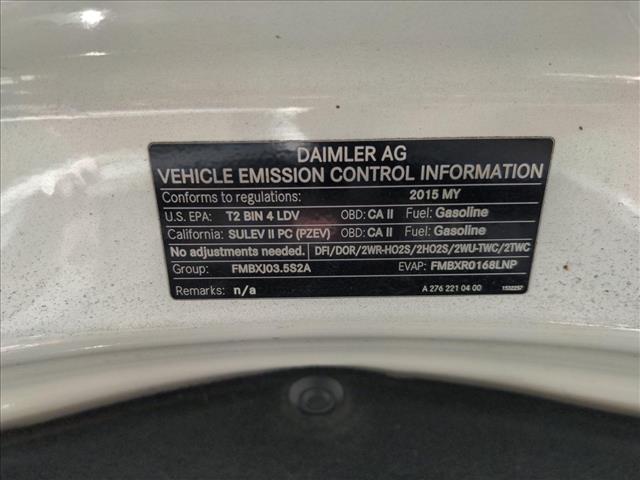 DAIMLER AG
VEHICLE EMISSION CONTROL INFORMATION
Conforms to regulations: 2015 MY
U.S. EPA: T2 BIN 4 LDV OBD: CA II Fuel: Gasoline
California: SULEV II PC (PZEV) OBD: CA II Fuel: Gasoline
No adjustments needed. DFI/DOR/2WR-HO2S/2HO2S/2WU-TWC/2TWC
Group: FMBXJ03.5S2A EVAP: FMBXR0168LNP
Remarks: n/a A 276 221 04 00 1532257